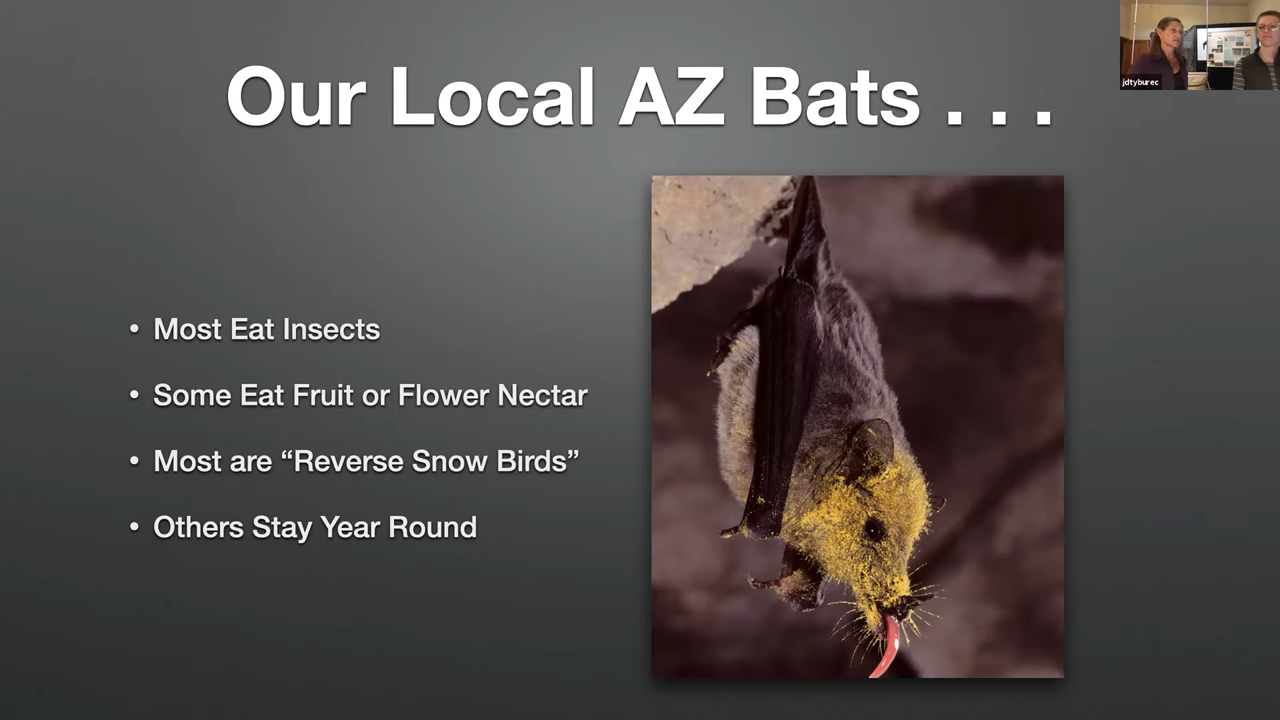 Our Local AZ Bats . . .
• Most Eat Insects
• Some Eat Fruit or Flower Nectar
• Most are “Reverse Snow Birds”
• Others Stay Year Round
jdtyburec